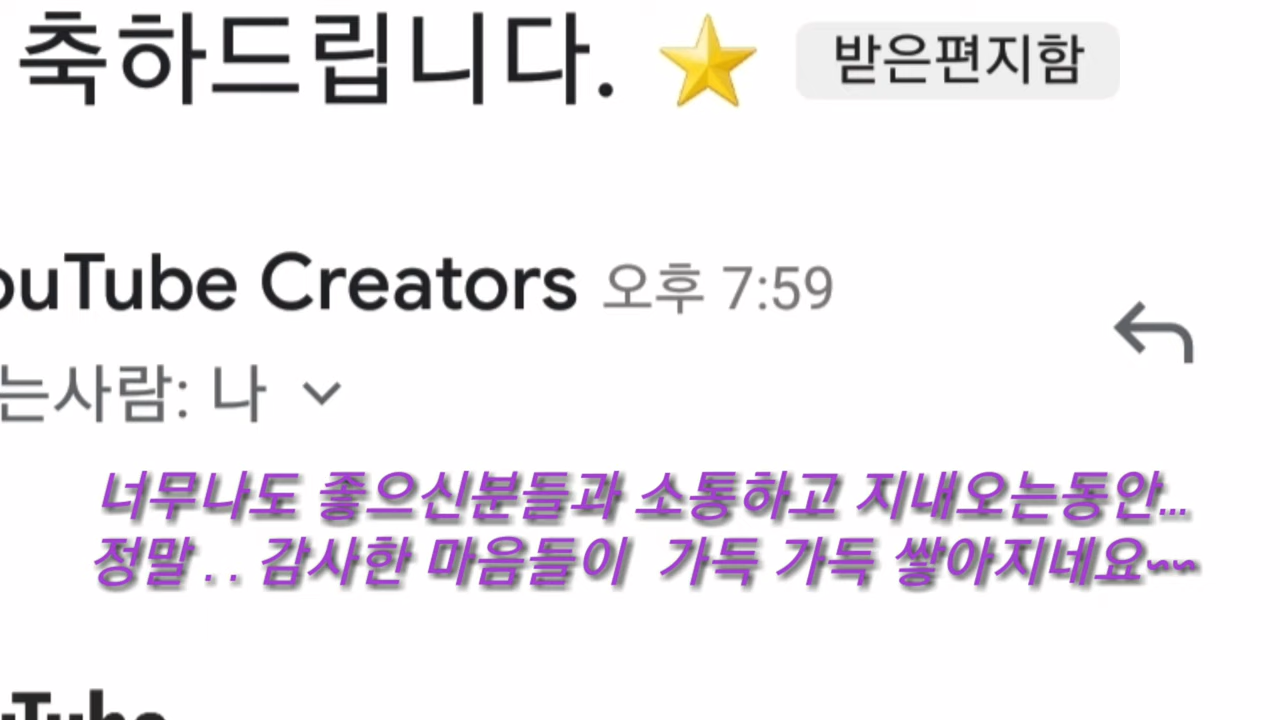 축하드립니다. ⭐ 받은편지함
ouTube Creators 오후 7:59
는사람: 나
너무나도 좋으신분들과 소통하고 지내오는동안...
정말 . . 감사한 마음들이 가득 가득 쌓아지네요~~
uTube